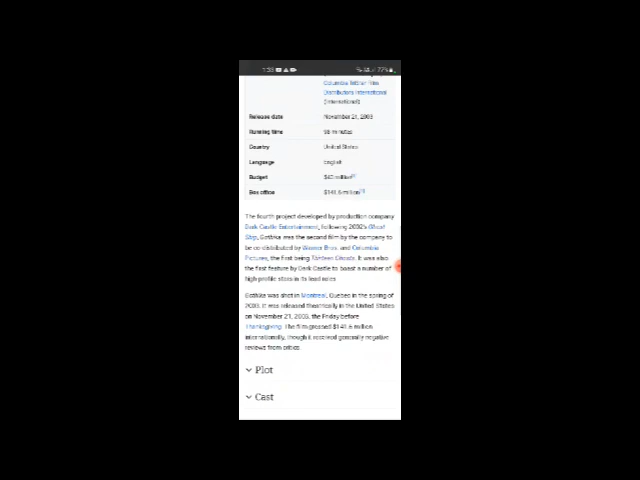 1:35
77%
Columbia TriStar Film
Distributors International
(International)
Release date November 21, 2003
Running time 98 minutes
Country United States
Language English
Budget $40 million
Box office $141.6 million
The fourth project developed by production company
Dark Castle Entertainment, following 2002's Ghost
Ship, Gothika was the second film by the company to
be co-distributed by Warner Bros. and Columbia
Pictures, the first being Thirteen Ghosts. It was also
the first feature by Dark Castle to boast a number of
high profile stars in its lead roles
Gothika was shot in Montreal, Quebec in the spring of
2003. It was released theatrically in the United States
on November 21, 2003, the Friday before
Thanksgiving. The film grossed $141.6 million
internationally, though it received generally negative
reviews from critics.
Plot
Cast